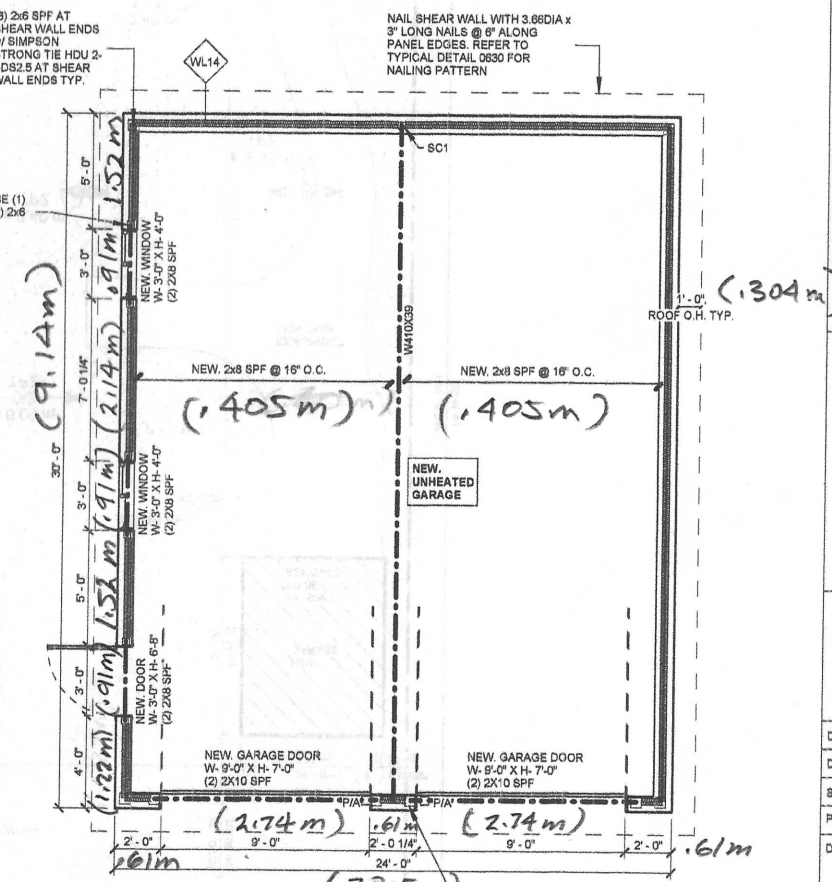 3) 2x6 SPF AT
SHEAR WALL ENDS
W/ SIMPSON
STRONG TIE HDU 2-
SDS2.5 AT SHEAR
WALL ENDS TYP.
WL14
NAIL SHEAR WALL WITH 3.66DIA x
3" LONG NAILS @ 6" ALONG
PANEL EDGES. REFER TO
TYPICAL DETAIL 0630 FOR
NAILING PATTERN
SC1
5'-0"
1.52m
E (1)
) 2x6
3'-0"
.91m
NEW. WINDOW
W- 3'-0" X H- 4'-0"
(2) 2X8 SPF
30'-0"
(9.14m)
7'-0 1/4"
(2.14m)
W410X39
1'-0"
(.304m
ROOF O.H. TYP.
NEW. 2x8 SPF @ 16" O.C.
(.405m)
NEW. 2x8 SPF @ 16" O.C.
(.405m)
NEW.
UNHEATED
GARAGE
3'-0"
(.91m)
NEW. WINDOW
W- 3'-0" X H- 4'-0"
(2) 2X8 SPF
5'-0"
1.52m
3'-0"
(.91m)
NEW. DOOR
W- 3'-0" X H- 6'-8"
(2) 2X8 SPF
4'-0"
(1.22m)
NEW. GARAGE DOOR
W- 9'-0" X H- 7'-0"
(2) 2X10 SPF
NEW. GARAGE DOOR
W- 9'-0" X H- 7'-0"
(2) 2X10 SPF
P/A
P/A
(2.74m)
.61m
(2.74m)
2'-0"
9'-0"
2'-0 1/4"
9'-0"
2'-0"
.61m
.61m
24'-0"